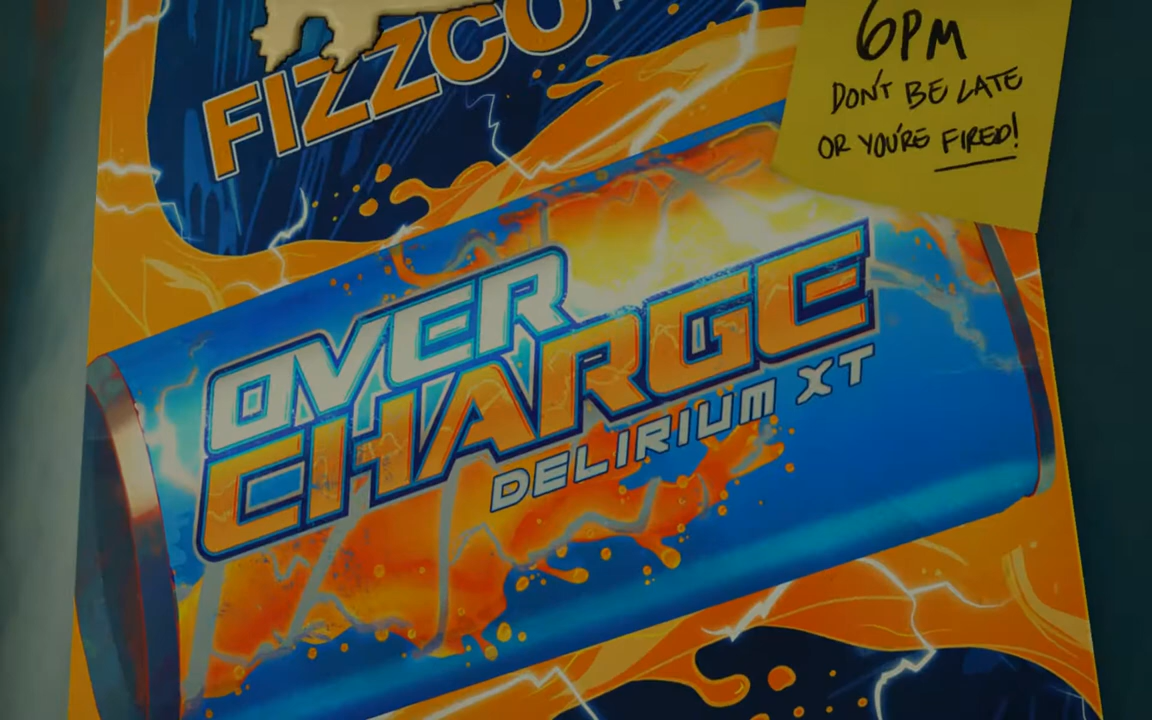 FIZZCO
6PM
DON'T BE LATE
OR YOU'RE FIRED!
OVER
CHARGE
DELIRIUM XT